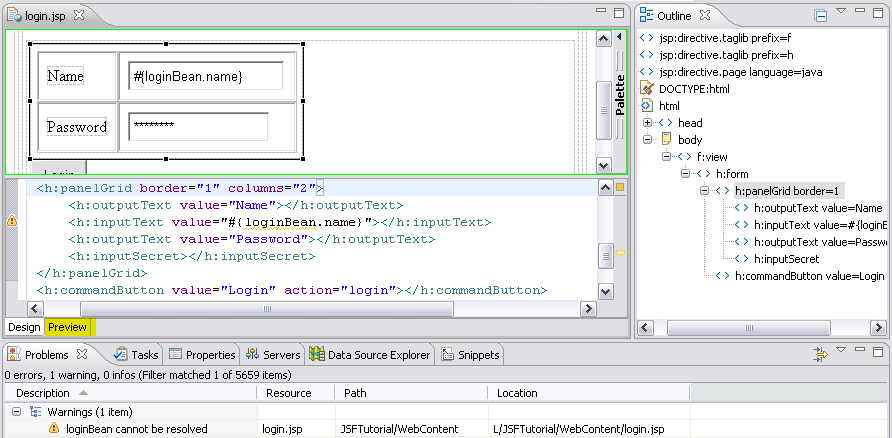 login.jsp
Name
#{loginBean.name}
Password
********
Palette
<h:panelGrid border="1" columns="2">
<h:outputText value="Name"></h:outputText>
<h:inputText value="#{loginBean.name}"></h:inputText>
<h:outputText value="Password"></h:outputText>
<h:inputSecret></h:inputSecret>
</h:panelGrid>
<h:commandButton value="Login" action="login"></h:commandButton>
Design Preview
Outline
jsp:directive.taglib prefix=f
jsp:directive.taglib prefix=h
jsp:directive.page language=java
DOCTYPE:html
html
head
body
f:view
h:form
h:panelGrid border=1
h:outputText value=Name
h:inputText value=#{loginB
h:outputText value=Passwo
h:inputSecret
h:commandButton value=Login
Problems Tasks Properties Servers Data Source Explorer Snippets
0 errors, 1 warning, 0 infos (Filter matched 1 of 5659 items)
Description Resource Path Location
Warnings (1 item)
loginBean cannot be resolved login.jsp JSFTutorial/WebContent L/JSFTutorial/WebContent/login.jsp